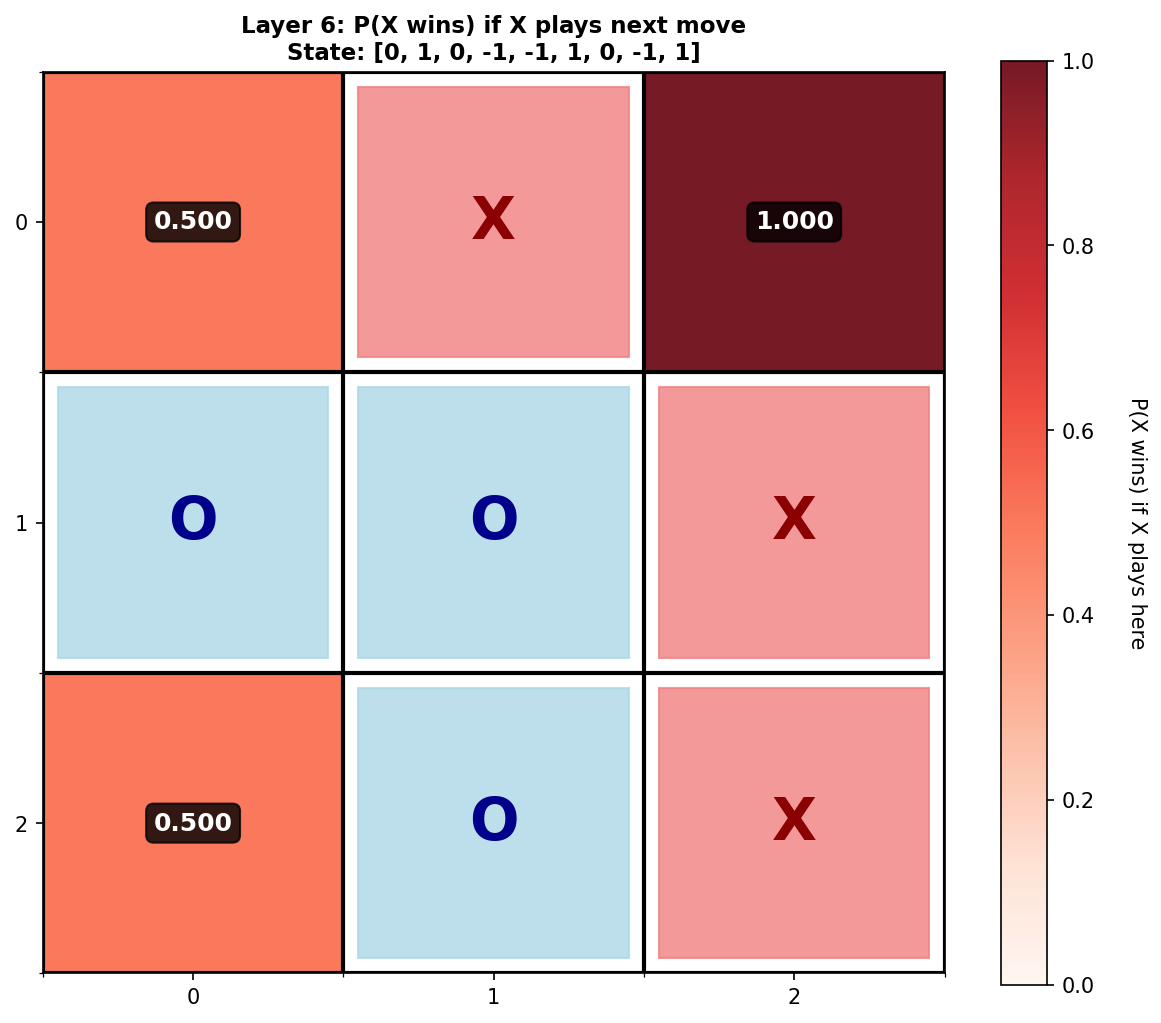 Layer 6: P(X wins) if X plays next move
State: [0, 1, 0, -1, -1, 1, 0, -1, 1]
0.500
X
1.000
O
O
X
0.500
O
X
0
1
2
0
1
2
1.0
0.8
0.6
0.4
0.2
0.0
P(X wins) if X plays here